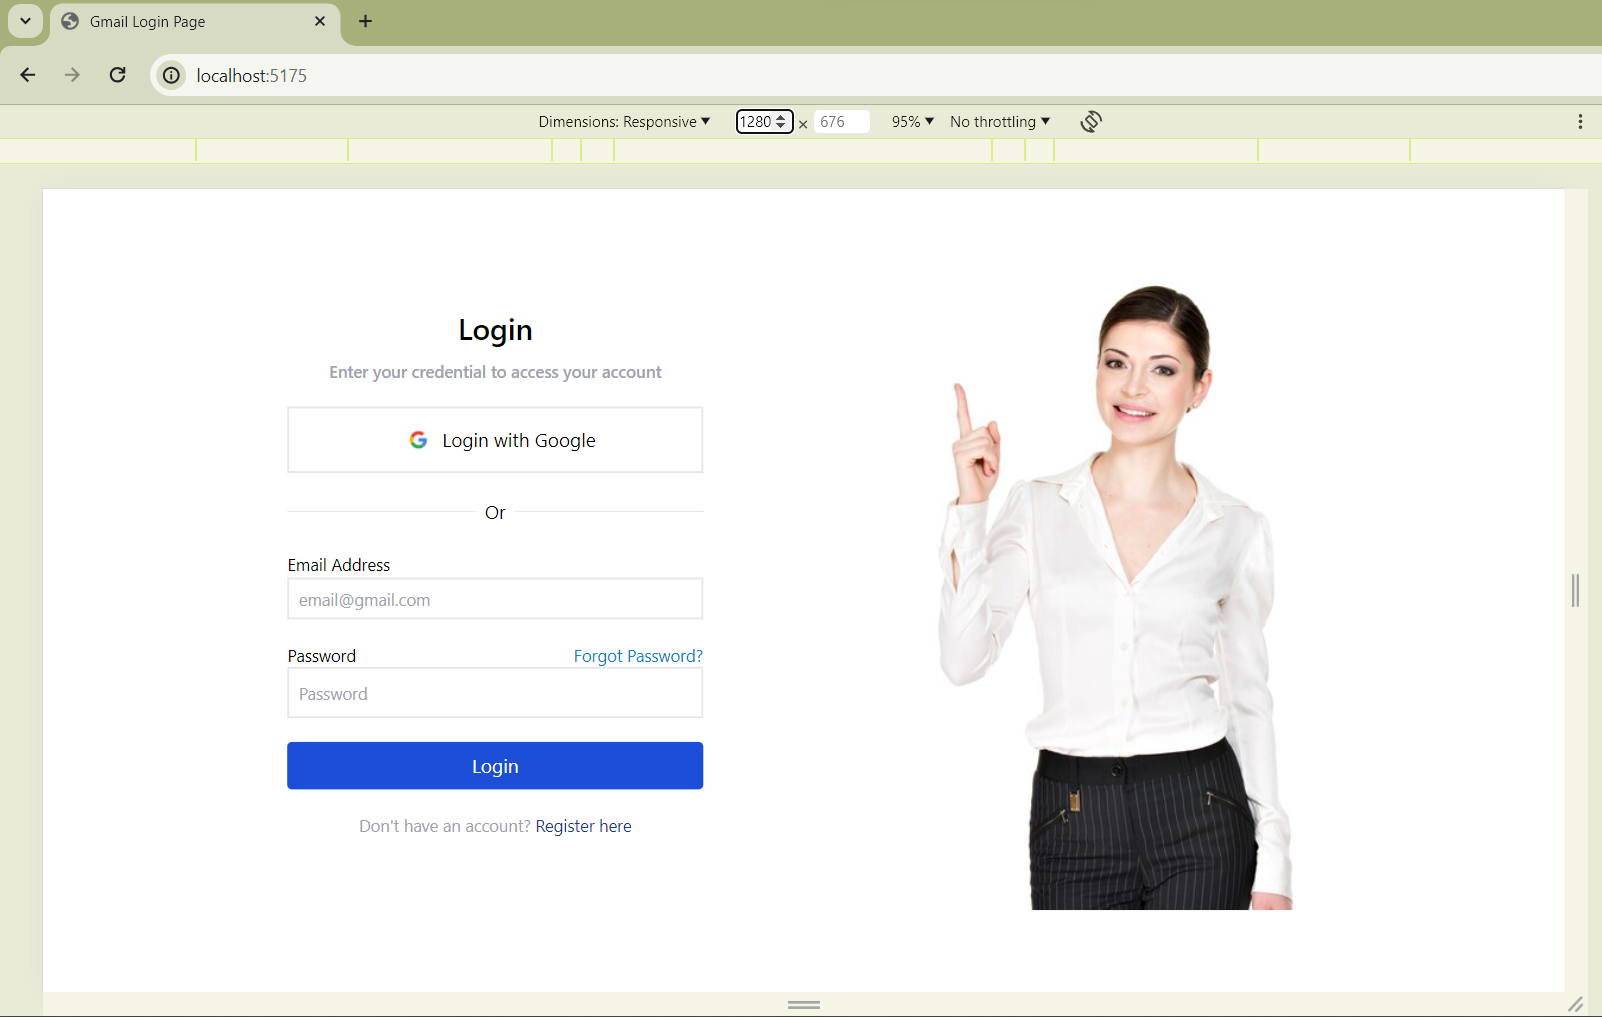 Gmail Login Page
localhost:5175
Dimensions: Responsive 1280 × 676 95% No throttling
Login
Enter your credential to access your account
Login with Google
Or
Email Address
email@gmail.com
Password Forgot Password?
Password
Login
Don't have an account? Register here